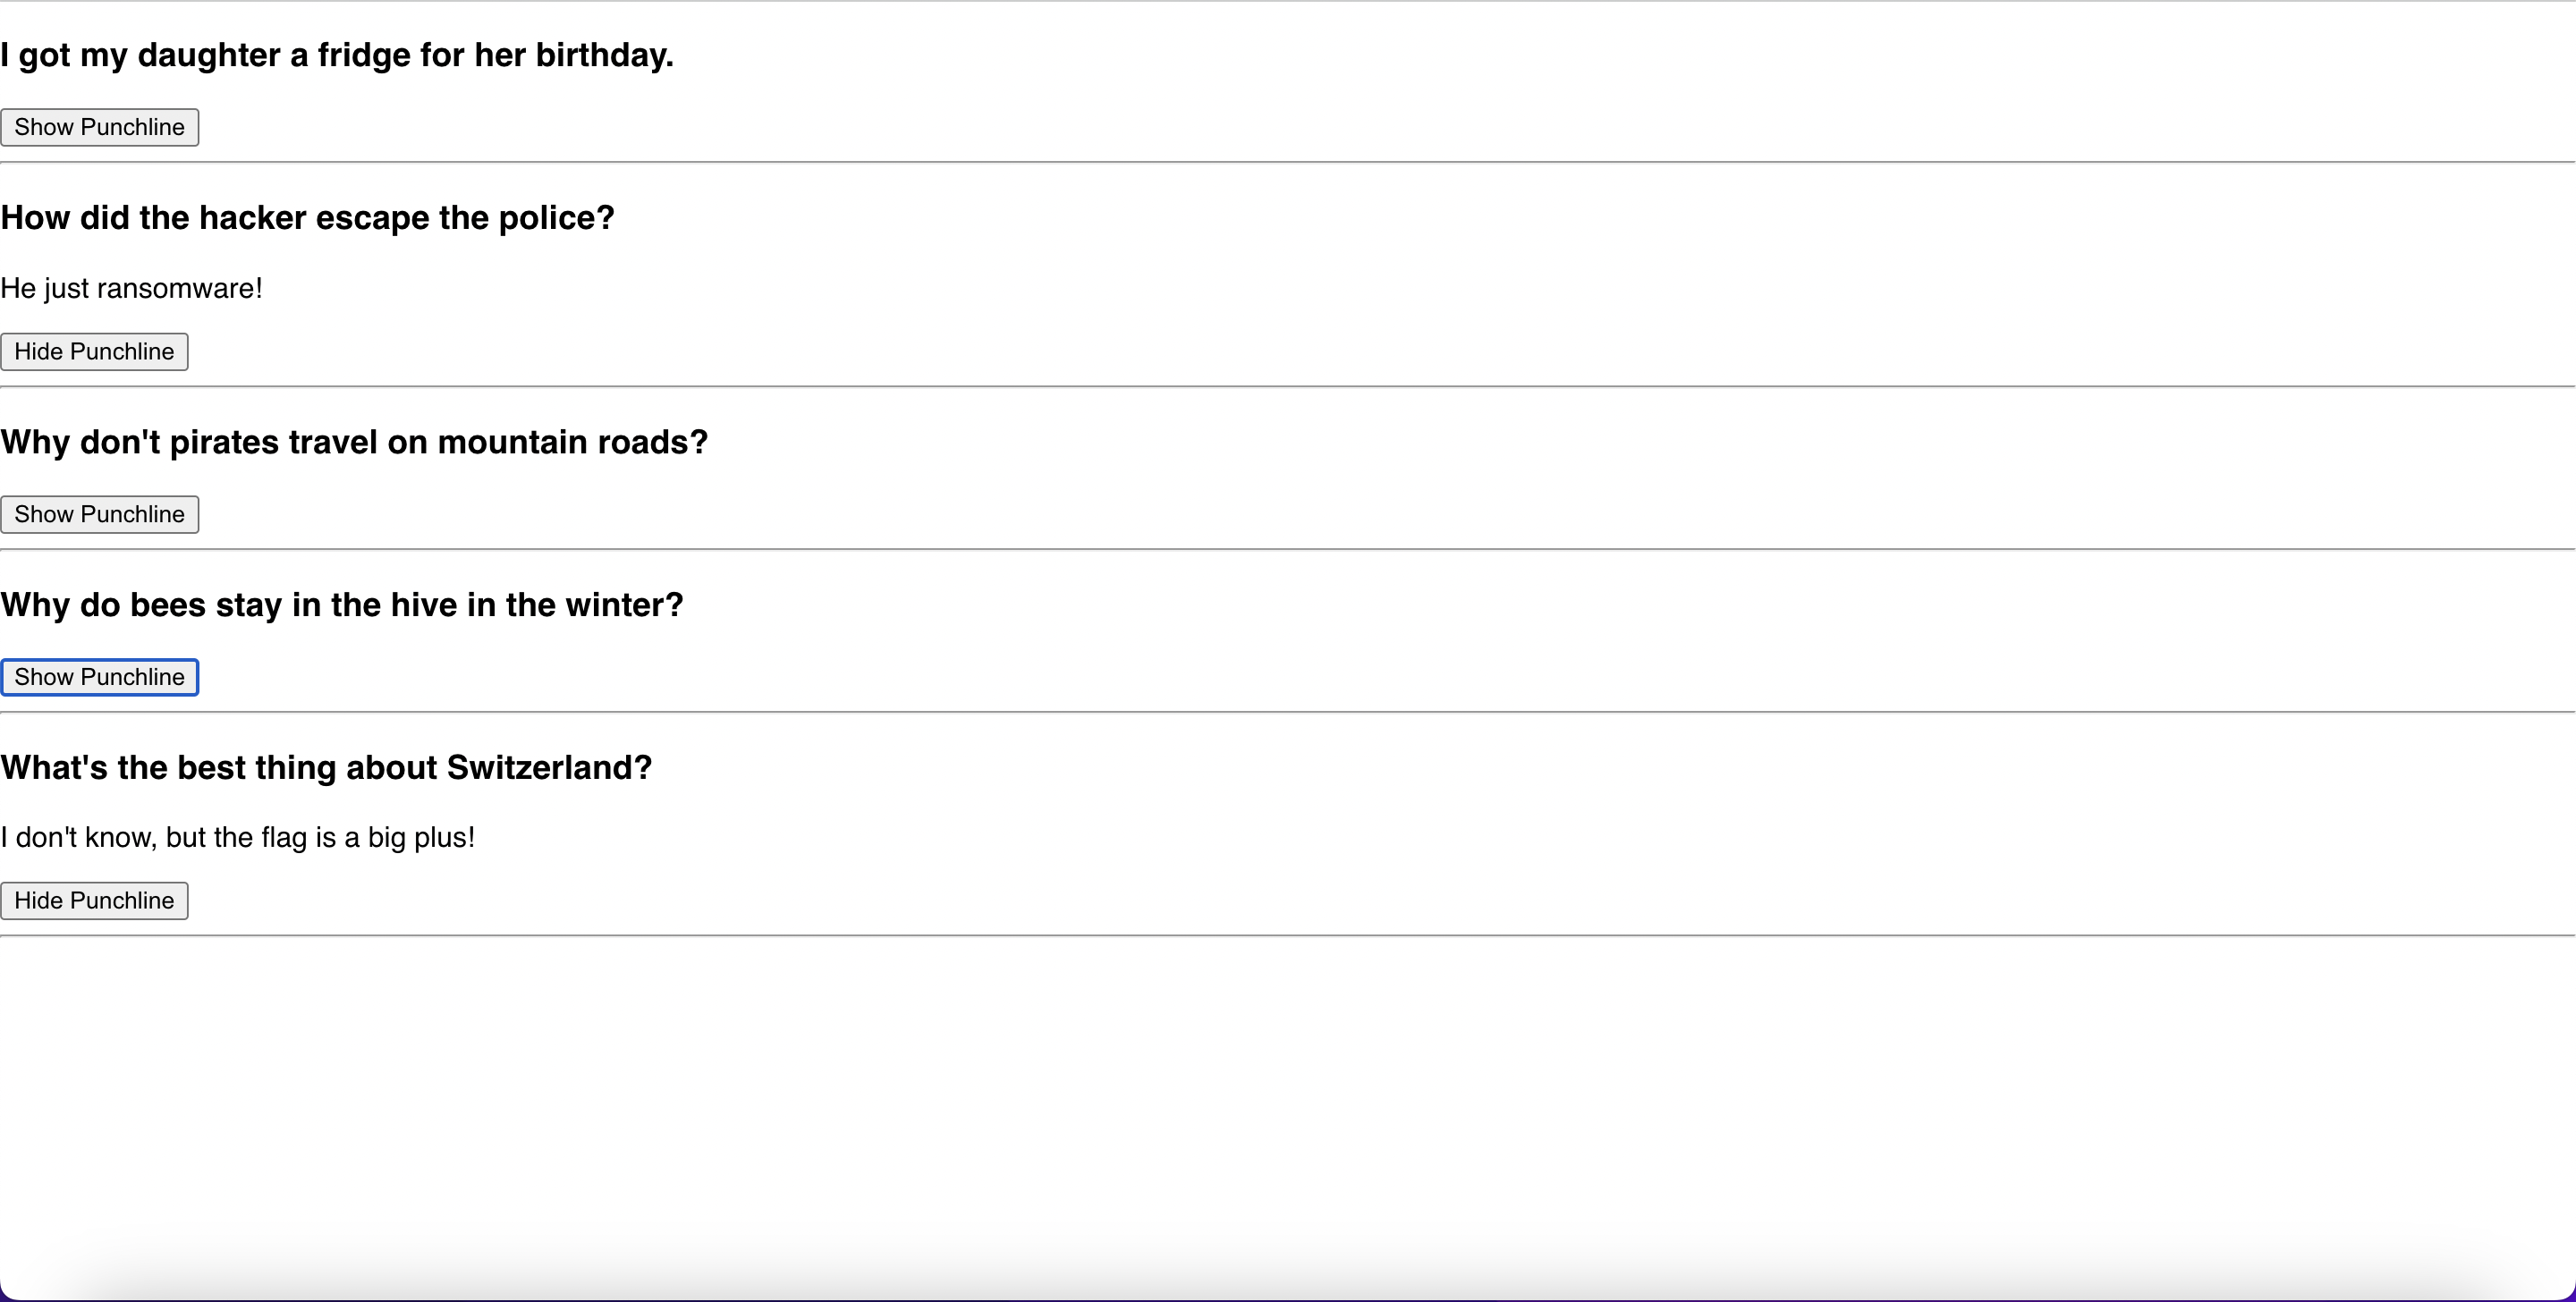 I got my daughter a fridge for her birthday.
Show Punchline
How did the hacker escape the police?
He just ransomware!
Hide Punchline
Why don't pirates travel on mountain roads?
Show Punchline
Why do bees stay in the hive in the winter?
Show Punchline
What's the best thing about Switzerland?
I don't know, but the flag is a big plus!
Hide Punchline